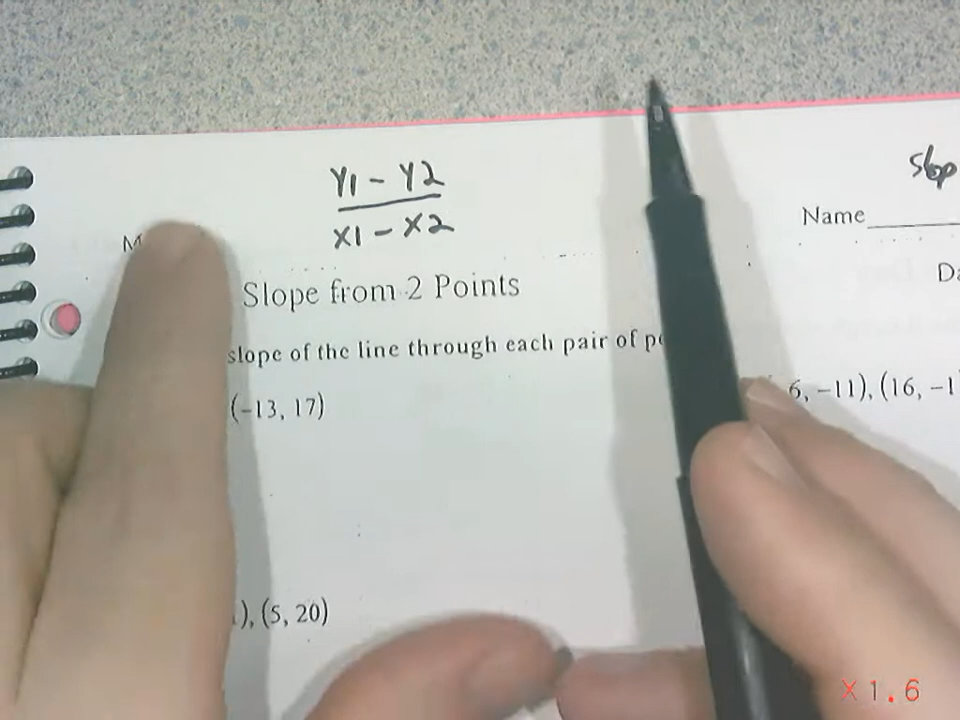 Y1 - Y2
X1 - X2
Slop
Name
Slope from 2 Points
slope of the line through each pair of
(-13, 17)
6, -11), (16, -1
), (5, 20)
X1.6